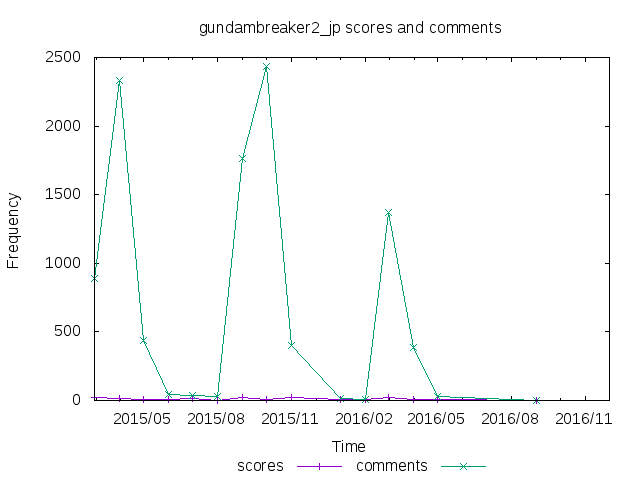 gundambreaker2_jp scores and comments
2500
2000
1500
1000
500
0
Frequency
2015/05 2015/08 2015/11 2016/02 2016/05 2016/08 2016/11
Time
scores comments